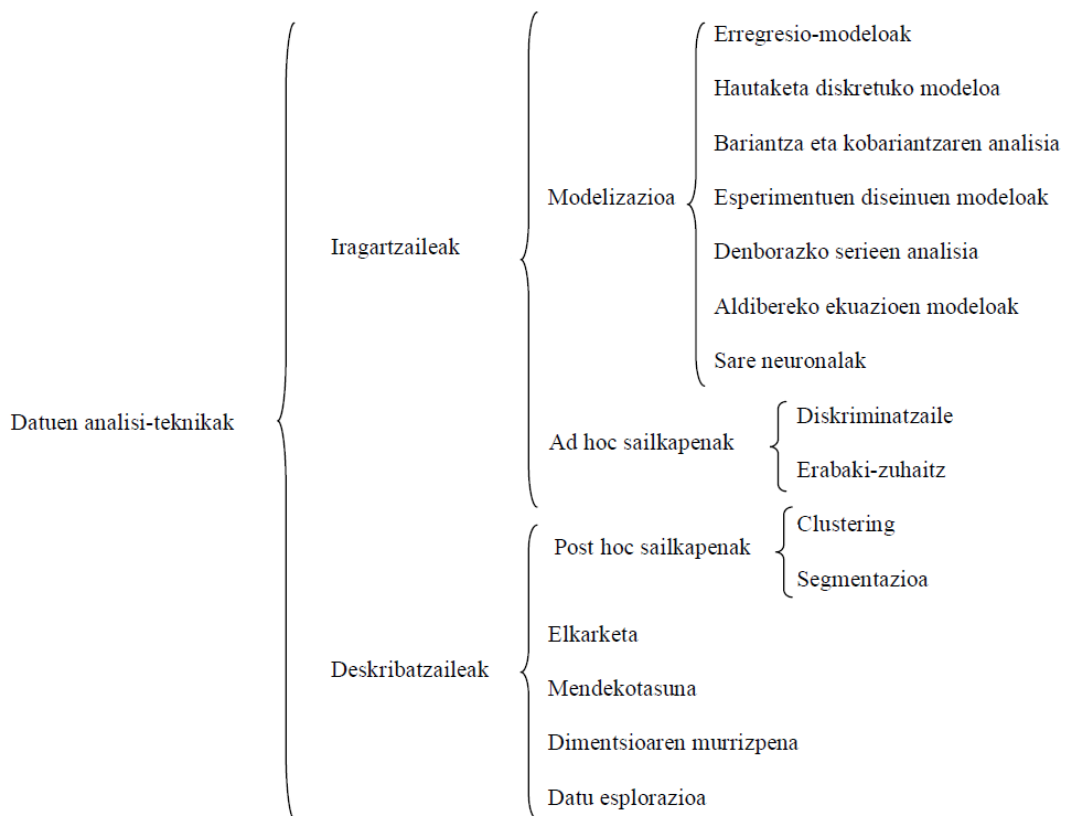 Datuen analisi-teknikak
Iragartzaileak
Modelizazioa
Erregresio-modeloak
Hautaketa diskretuko modeloa
Bariantza eta kobariantzaren analisia
Esperimentuen diseinuen modeloak
Denborazko serieen analisia
Aldibereko ekuazioen modeloak
Sare neuronalak
Ad hoc sailkapenak
Diskriminatzaile
Erabaki-zuhaitz
Deskribatzaileak
Post hoc sailkapenak
Clustering
Segmentazioa
Elkarketa
Mendekotasuna
Dimentsioaren murrizpena
Datu esplorazioa